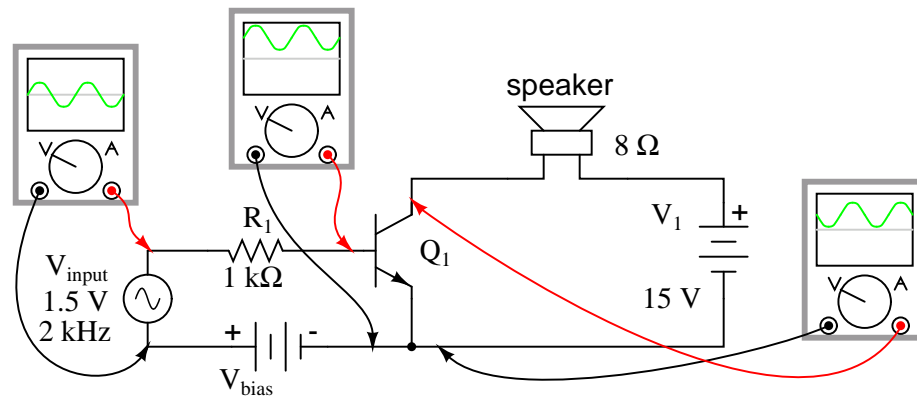 V A
V A
speaker
8 Ω
V1
+
15 V
V A
R1
1 kΩ
Q1
Vinput
1.5 V
2 kHz
+ -
Vbias